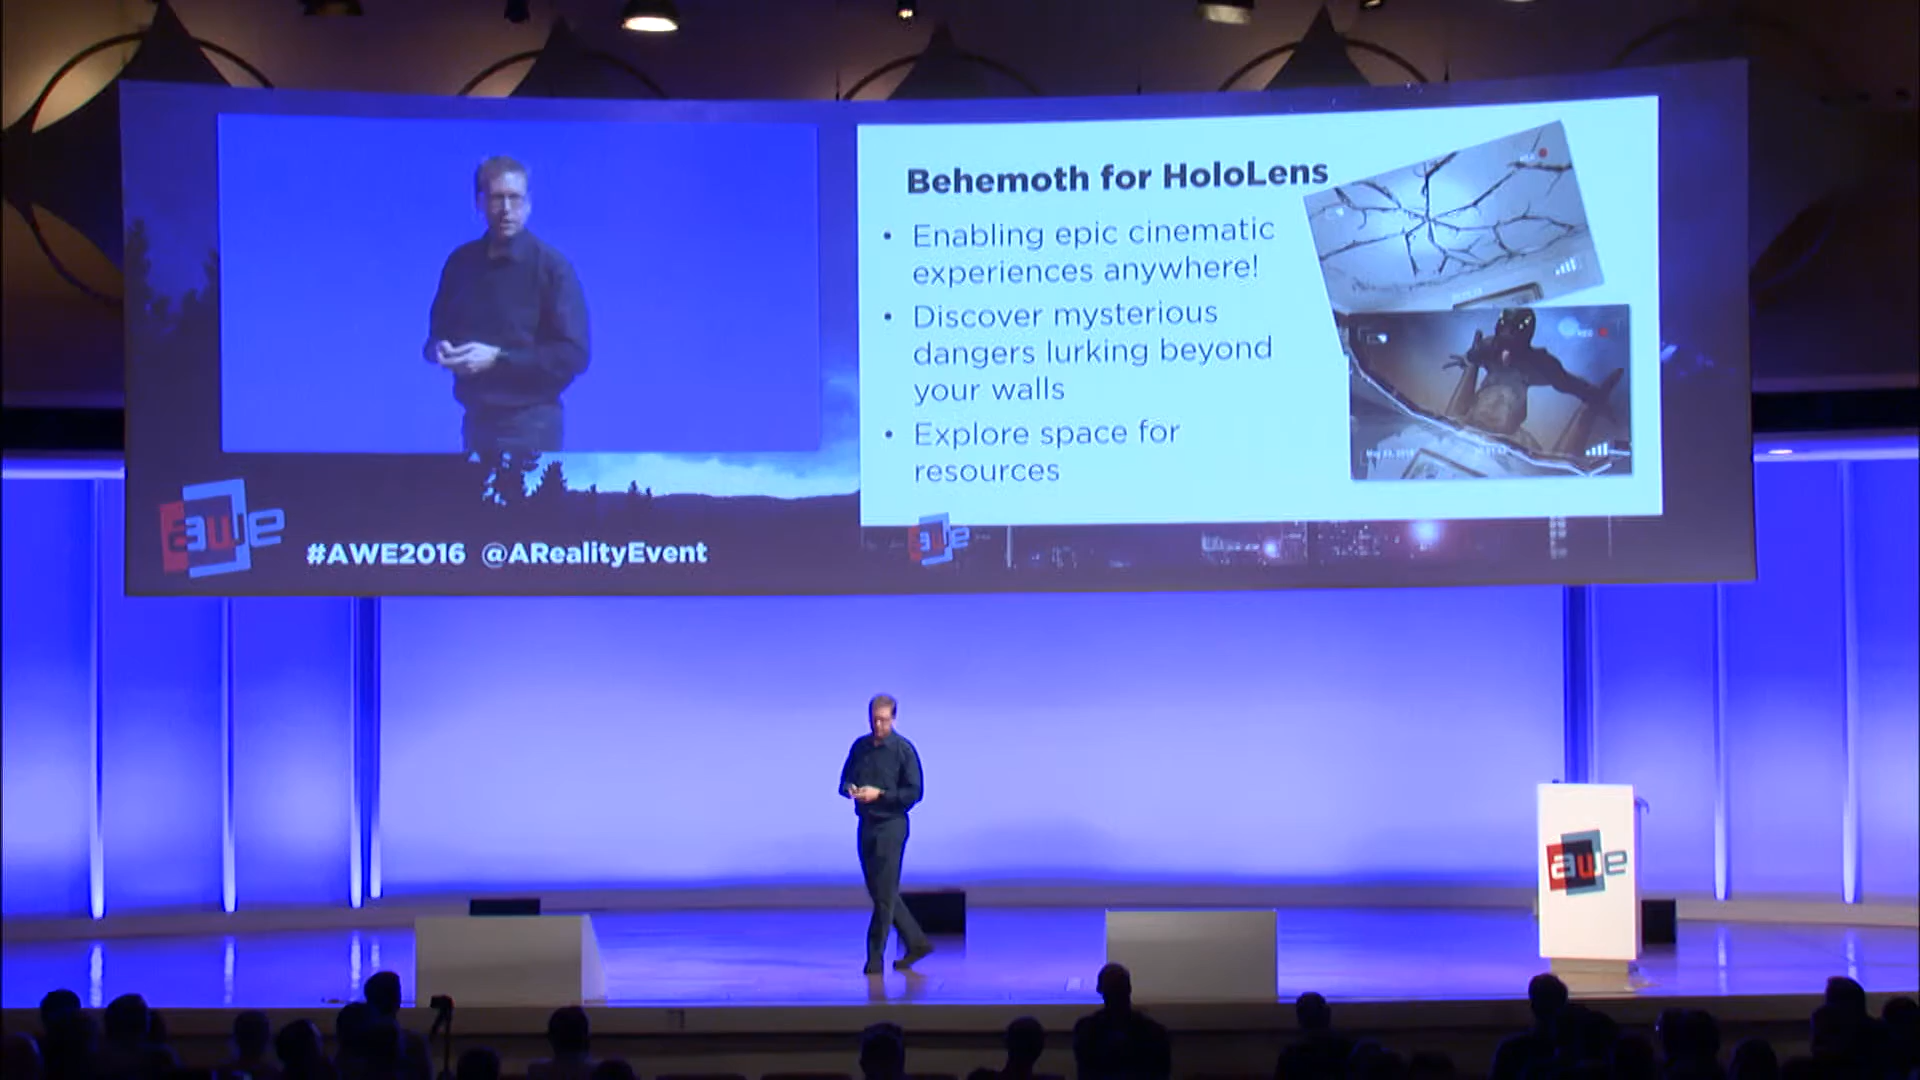 Behemoth for HoloLens
• Enabling epic cinematic
experiences anywhere!
• Discover mysterious
dangers lurking beyond
your walls
• Explore space for
resources
awe
#AWE2016 @ARealityEvent
awe
awe